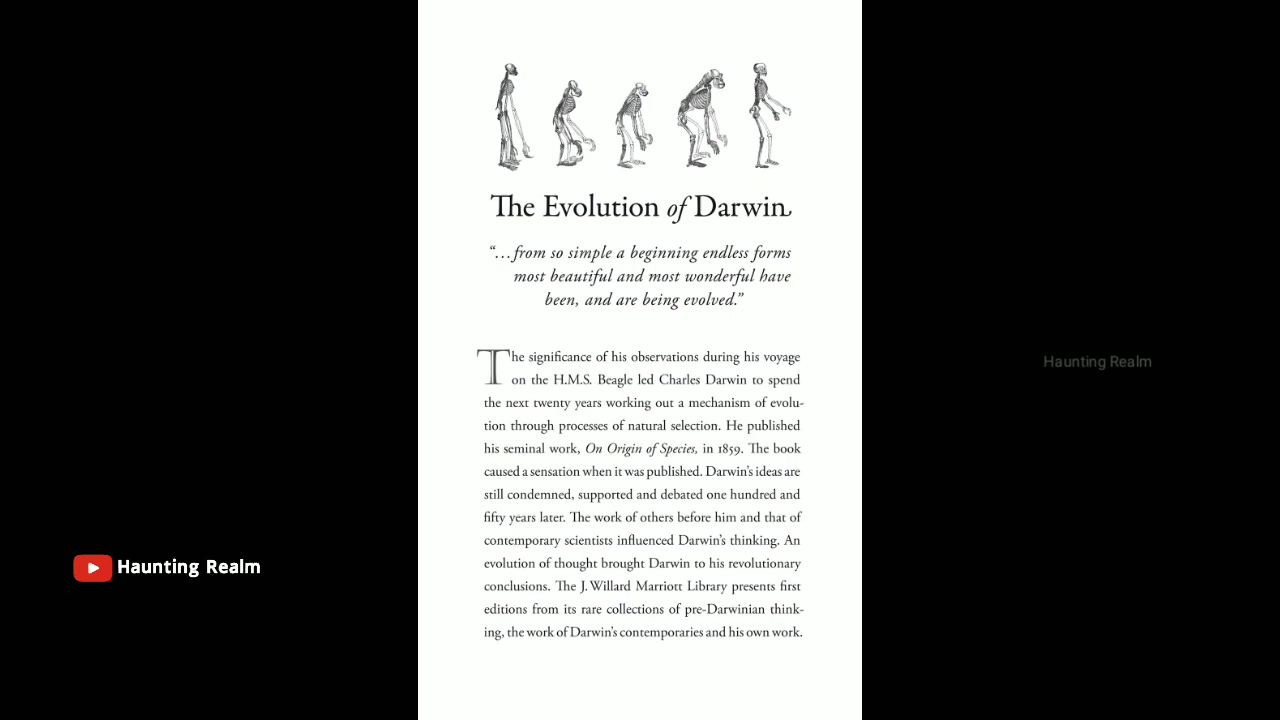 The Evolution of Darwin
“…from so simple a beginning endless forms
most beautiful and most wonderful have
been, and are being evolved.”
The significance of his observations during his voyage
on the H.M.S. Beagle led Charles Darwin to spend
the next twenty years working out a mechanism of evolu-
tion through processes of natural selection. He published
his seminal work, On Origin of Species, in 1859. The book
caused a sensation when it was published. Darwin’s ideas are
still condemned, supported and debated one hundred and
fifty years later. The work of others before him and that of
contemporary scientists influenced Darwin’s thinking. An
evolution of thought brought Darwin to his revolutionary
conclusions. The J. Willard Marriott Library presents first
editions from its rare collections of pre-Darwinian think-
ing, the work of Darwin’s contemporaries and his own work.
Haunting Realm
Haunting Realm